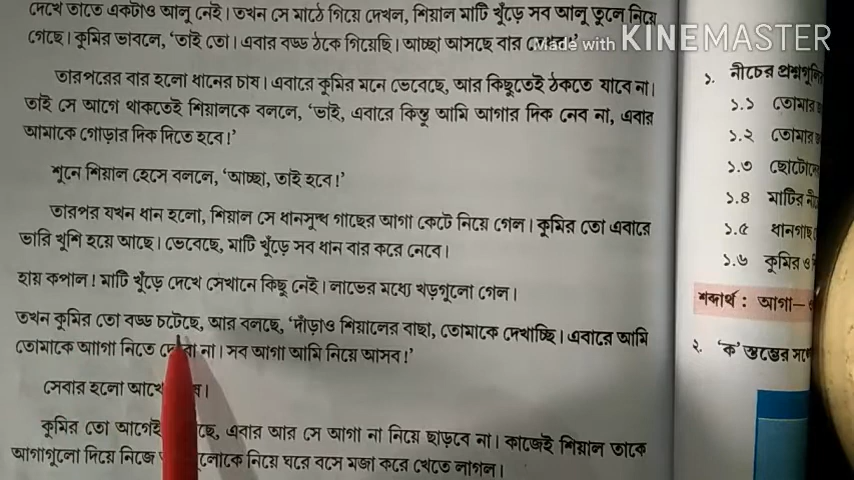 দেখে তাতে একটাও আলু নেই। তখন সে মাঠে গিয়ে দেখল, শিয়াল মাটি খুঁড়ে সব আলু তুলে নিয়ে
গেছে। কুমির ভাবলে, 'তাই তো। এবার বড্ড ঠকে গিয়েছি। আচ্ছা আসছে বার
Made with KINEMASTER
তারপরের বার হলো ধানের চাষ। এবারে কুমির মনে ভেবেছে, আর কিছুতেই ঠকতে যাবে না।
তাই সে আগে থাকতেই শিয়ালকে বললে, 'ভাই, এবারে কিন্তু আমি আগার দিক নেব না, এবার
আমাকে গোড়ার দিক দিতে হবে।'
শুনে শিয়াল হেসে বললে, 'আচ্ছা, তাই হবে।'
তারপর যখন ধান হলো, শিয়াল সে ধানসুদ্ধ গাছের আগা কেটে নিয়ে গেল। কুমির তো এবারে
ভারি খুশি হয়ে আছে। ভেবেছে, মাটি খুঁড়ে সব ধান বার করে নেবে।
হায় কপাল! মাটি খুঁড়ে দেখে সেখানে কিছু নেই। লাভের মধ্যে খড়গুলো গেল।
তখন কুমির তো বড্ড চটেছে, আর বলছে, 'দাঁড়াও শিয়ালের বাছা, তোমাকে দেখাচ্ছি। এবারে আমি
তোমাকে আগা নিতে না। সব আগা আমি নিয়ে আসব।'
সেবার হলো
কুমির তো আগেই এবার আর সে আগা না নিয়ে ছাড়বে না। কাজেই শিয়াল তাকে
আগাগুলো দিয়ে নিজে নিয়ে ঘরে বসে মজা করে খেতে লাগল।
১. নীচের
১.১ তোমার
১.২ তোমার
১.৩
১.৪ মাটির
১.৫
১.৬ কুমির ও
শব্দার্থ : আগা—
২. 'ক' স্তম্ভের